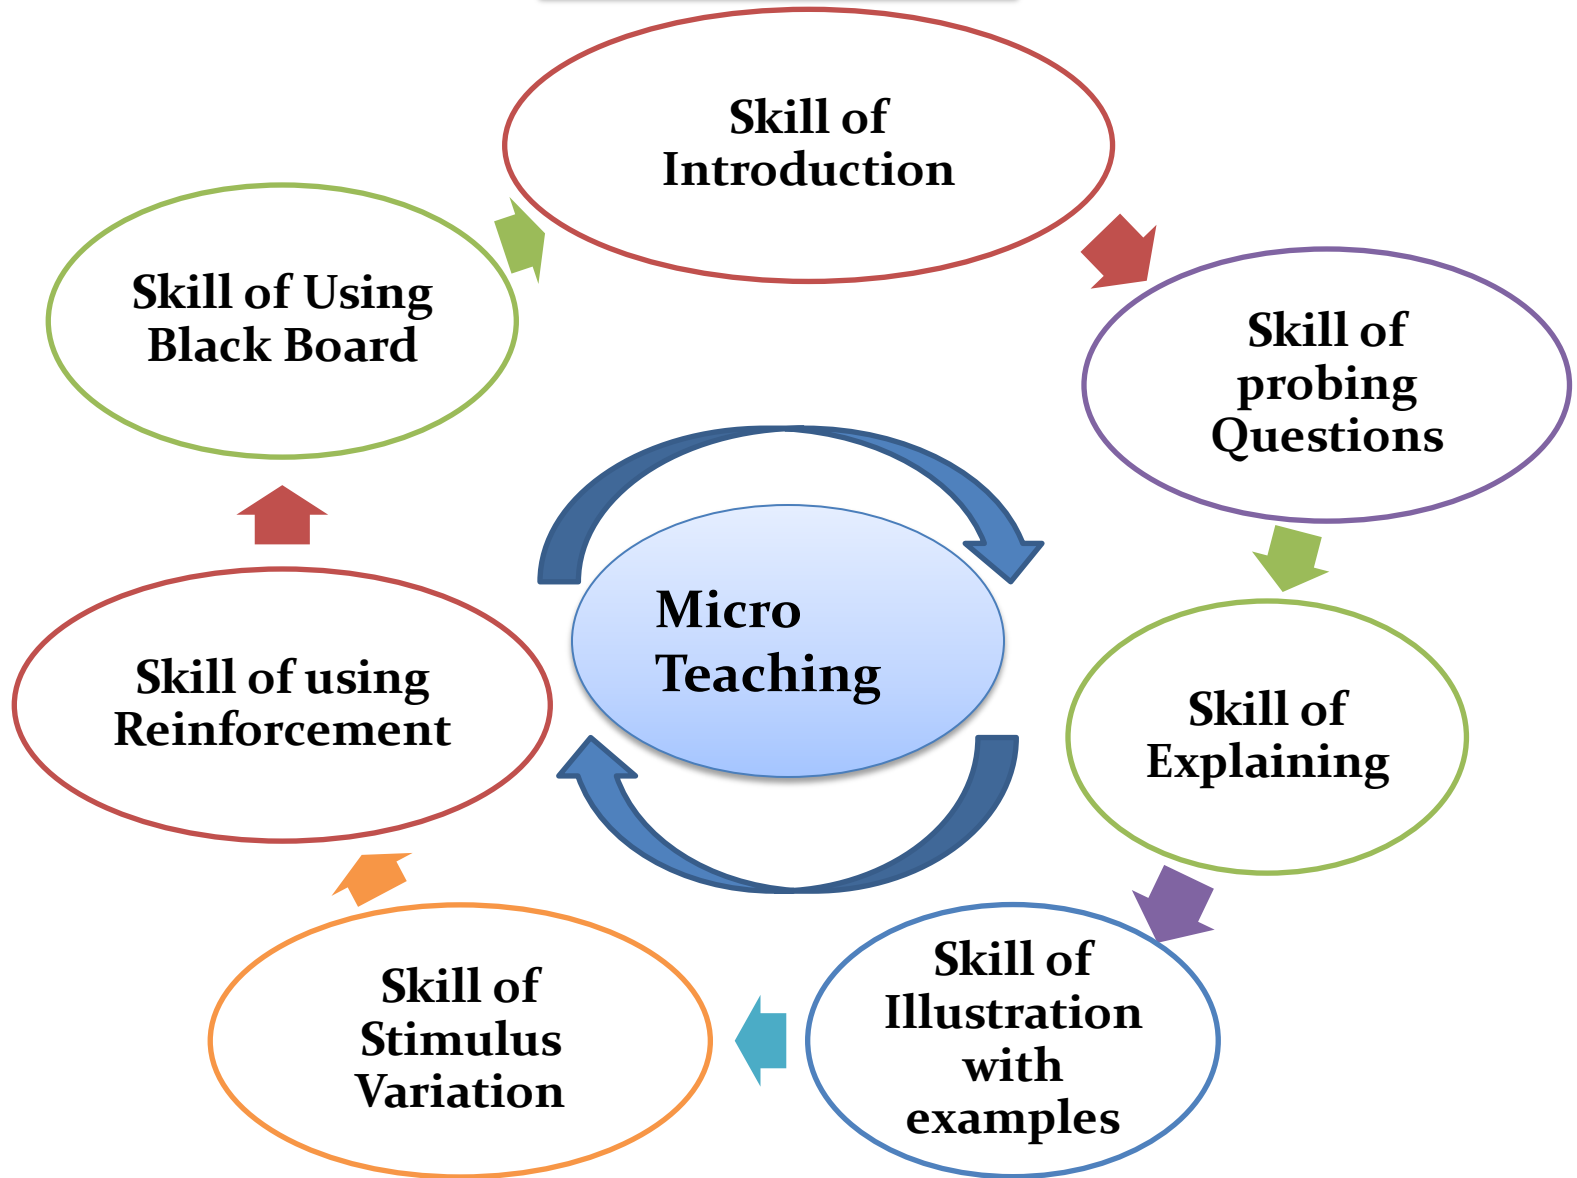 Skill of
Introduction
Skill of
probing
Questions
Skill of
Explaining
Skill of
Illustration
with
examples
Skill of
Stimulus
Variation
Skill of using
Reinforcement
Skill of Using
Black Board
Micro
Teaching